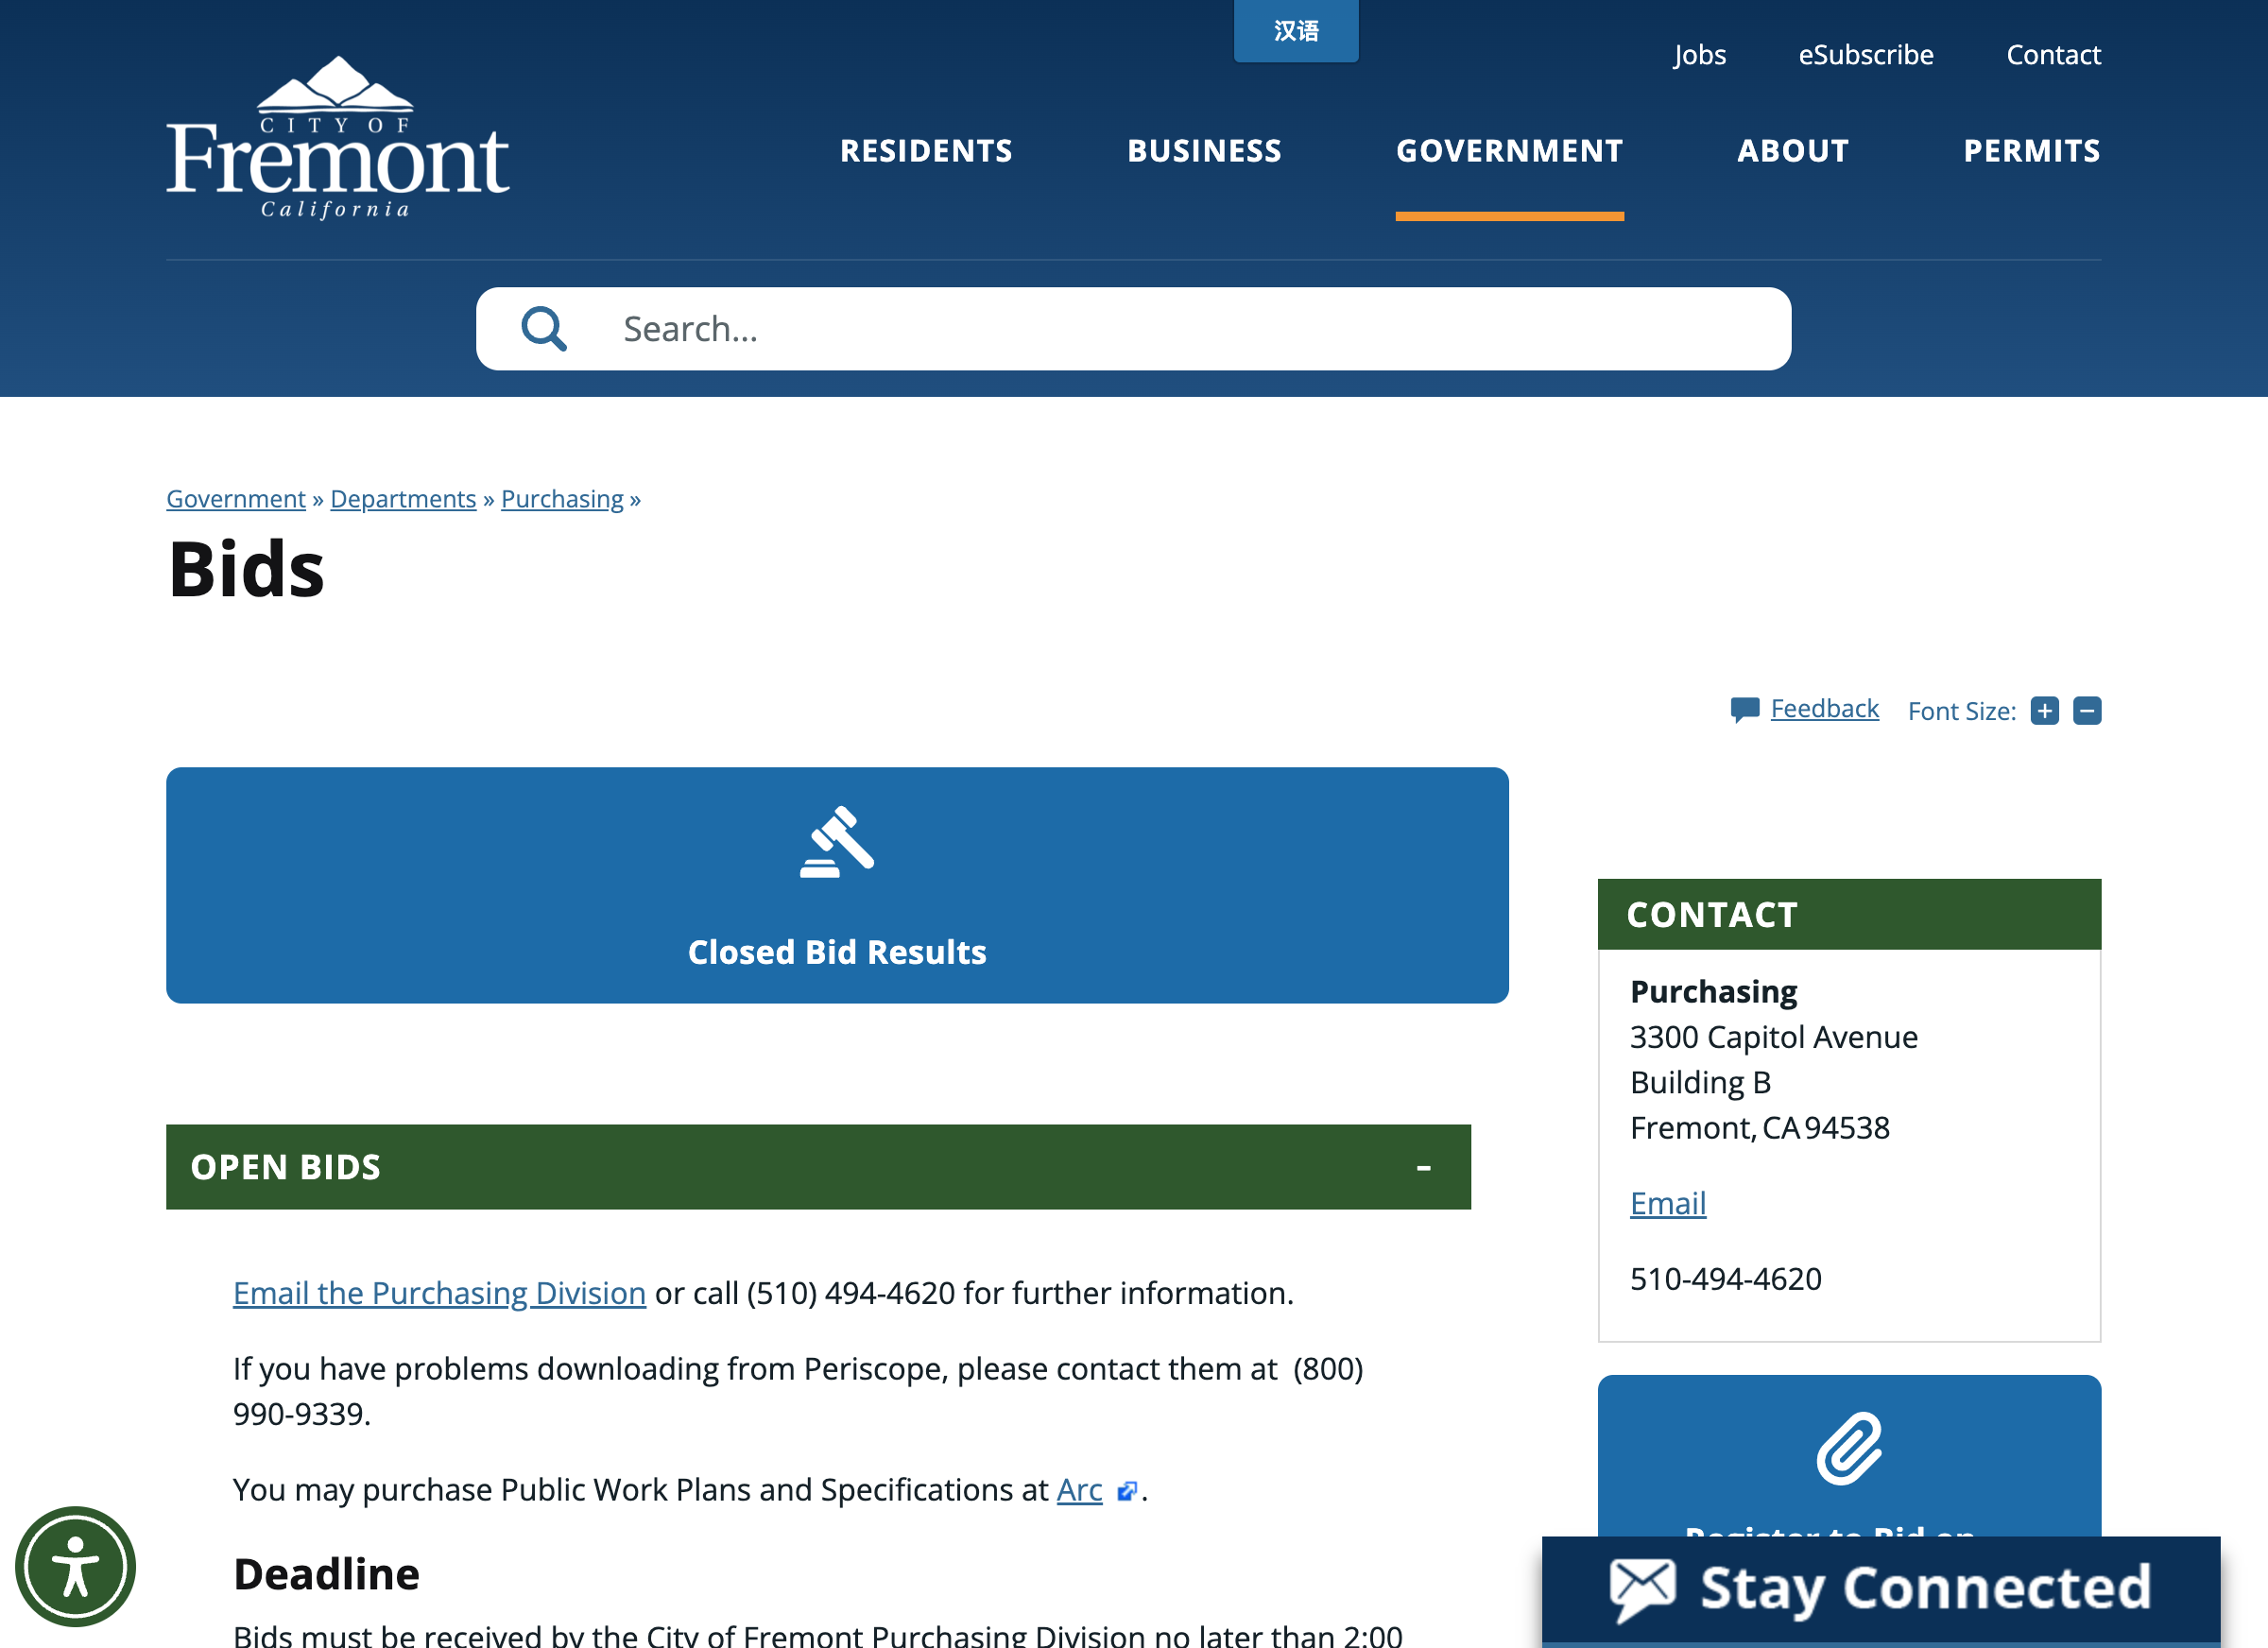 汉语
Jobs eSubscribe Contact
CITY OF
Fremont
California
RESIDENTS BUSINESS GOVERNMENT ABOUT PERMITS
Search...
Government » Departments » Purchasing »
Bids
Feedback Font Size: + −
Closed Bid Results
OPEN BIDS -
Email the Purchasing Division or call (510) 494-4620 for further information.
If you have problems downloading from Periscope, please contact them at (800)
990-9339.
You may purchase Public Work Plans and Specifications at Arc .
Deadline
Bids must be received by the City of Fremont Purchasing Division no later than 2:00
CONTACT
Purchasing
3300 Capitol Avenue
Building B
Fremont, CA 94538
Email
510-494-4620
Register to Bid on
Stay Connected